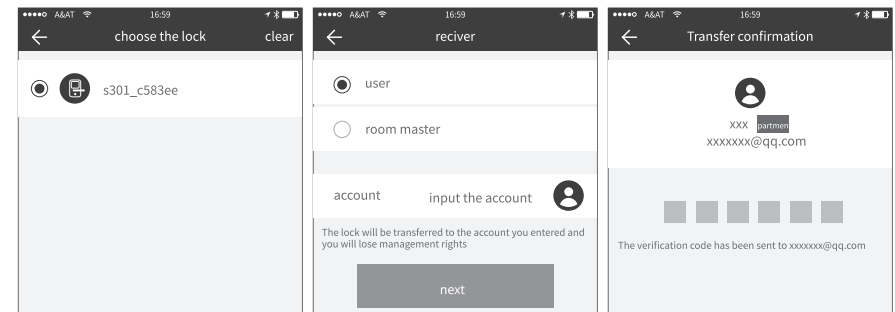 A&AT 16:59
choose the lock clear
s301_c583ee
A&AT 16:59
reciver
user
room master
account input the account
The lock will be transferred to the account you entered and
you will lose management rights
next
A&AT 16:59
Transfer confirmation
xxx partmen
xxxxxxx@qq.com
The verification code has been sent to xxxxxxx@qq.com